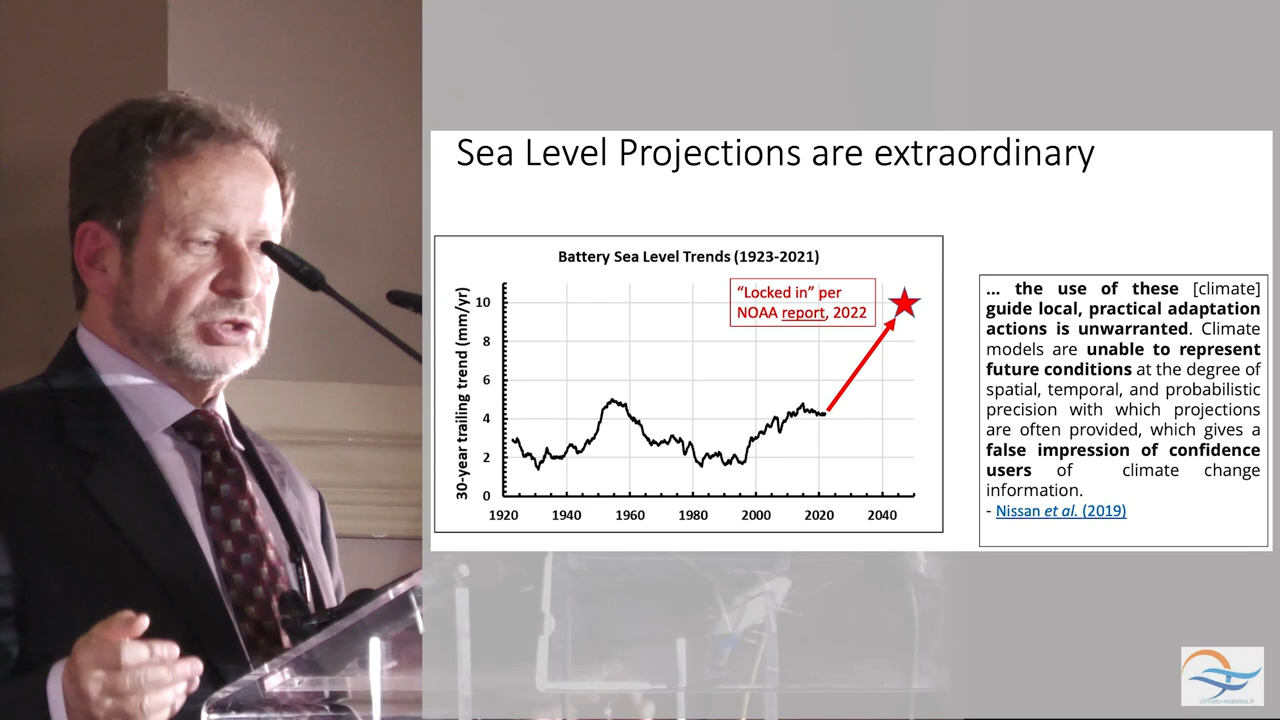 Sea Level Projections are extraordinary
Battery Sea Level Trends (1923-2021)
30-year trailing trend (mm/yr)
10
8
6
4
2
0
1920
1940
1960
1980
2000
2020
2040
“Locked in” per
NOAA report, 2022
... the use of these [climate]
guide local, practical adaptation
actions is unwarranted. Climate
models are unable to represent
future conditions at the degree of
spatial, temporal, and probabilistic
precision with which projections
are often provided, which gives a
false impression of confidence
users of climate change
information.
- Nissan et al. (2019)
climato-realistes.fr